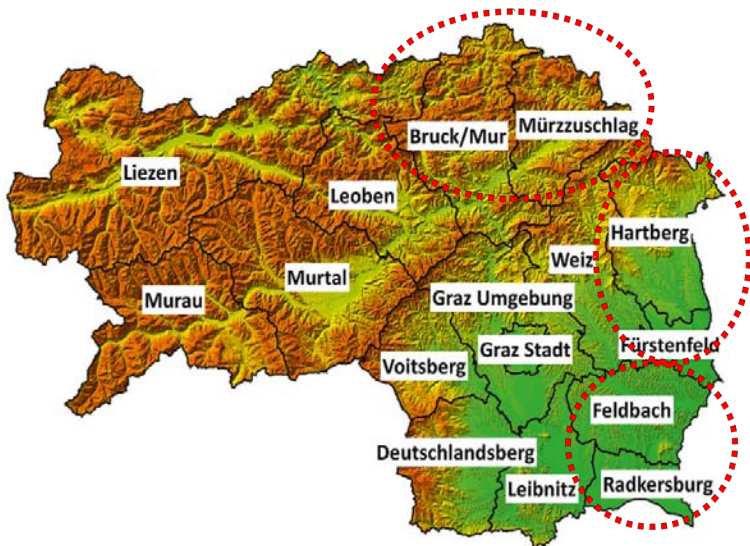 Bruck/Mur
Mürzzuschlag
Liezen
Leoben
Hartberg
Weiz
Murtal
Murau
Graz Umgebung
Graz Stadt
Fürstenfeld
Voitsberg
Feldbach
Deutschlandsberg
Leibnitz
Radkersburg